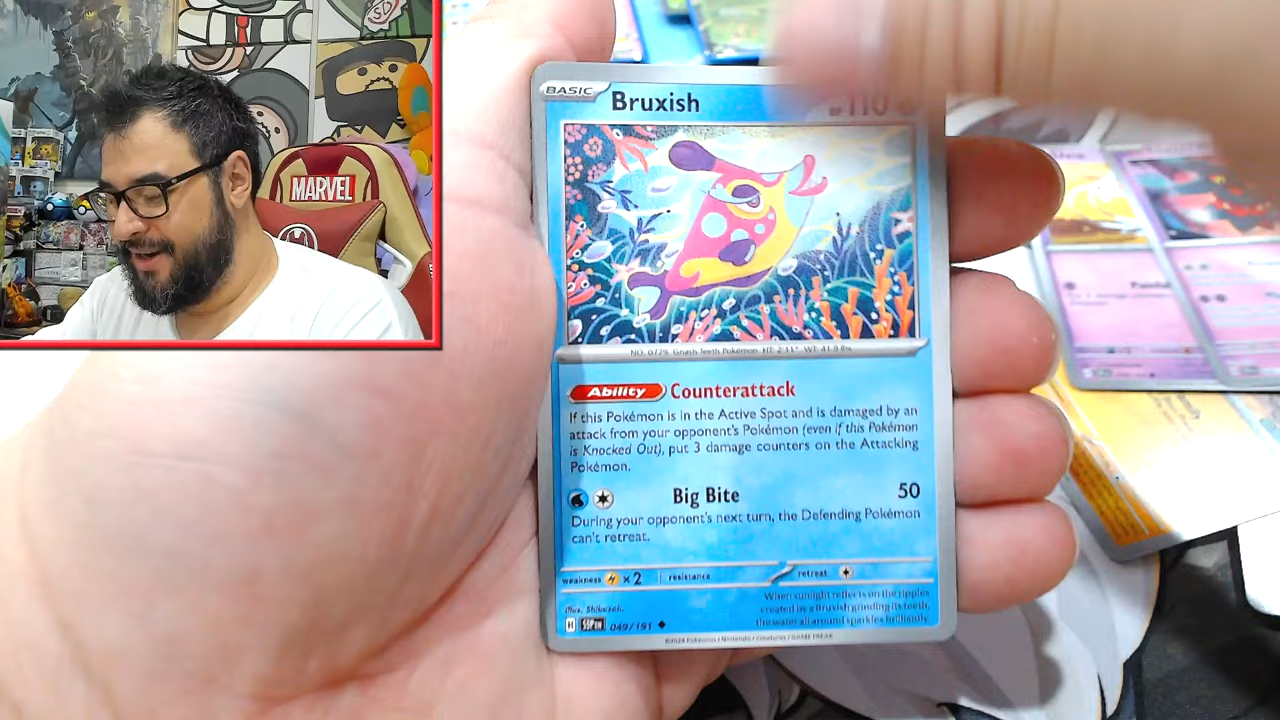 MARVEL
BASIC
Bruxish
110
NO. 0779 Gnash Teeth Pokémon HT: 2'11" WT: 41.9 lbs.
Ability Counterattack
If this Pokémon is in the Active Spot and is damaged by an
attack from your opponent's Pokémon (even if this Pokémon
is Knocked Out), put 3 damage counters on the Attacking
Pokémon.
Big Bite 50
During your opponent's next turn, the Defending Pokémon
can't retreat.
weakness ×2 resistance retreat
When sunlight reflects on the ripples
created by a Bruxish grinding its teeth,
the water all around sparkles brilliantly.
Illus. Shibuzoh.
H SSP EN 049/191
©2024 Pokémon / Nintendo / Creatures / GAME FREAK